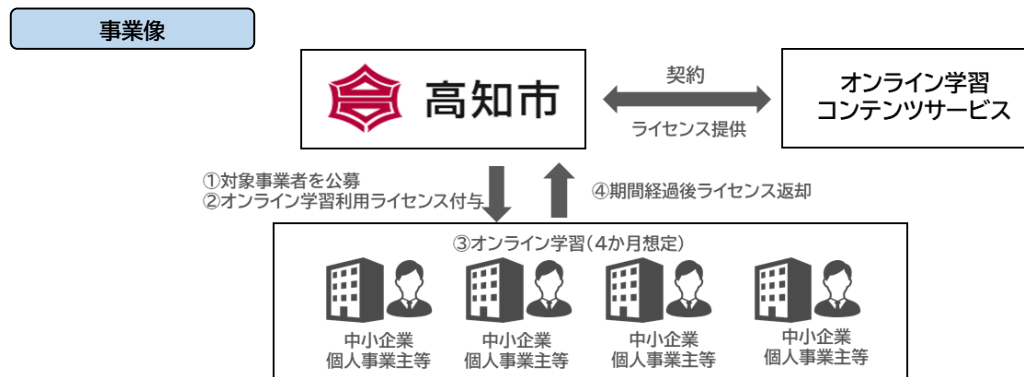 事業像
高知市
契約
ライセンス提供
オンライン学習
コンテンツサービス
①対象事業者を公募
②オンライン学習利用ライセンス付与
④期間経過後ライセンス返却
③オンライン学習(4か月想定)
中小企業
個人事業主等
中小企業
個人事業主等
中小企業
個人事業主等
中小企業
個人事業主等